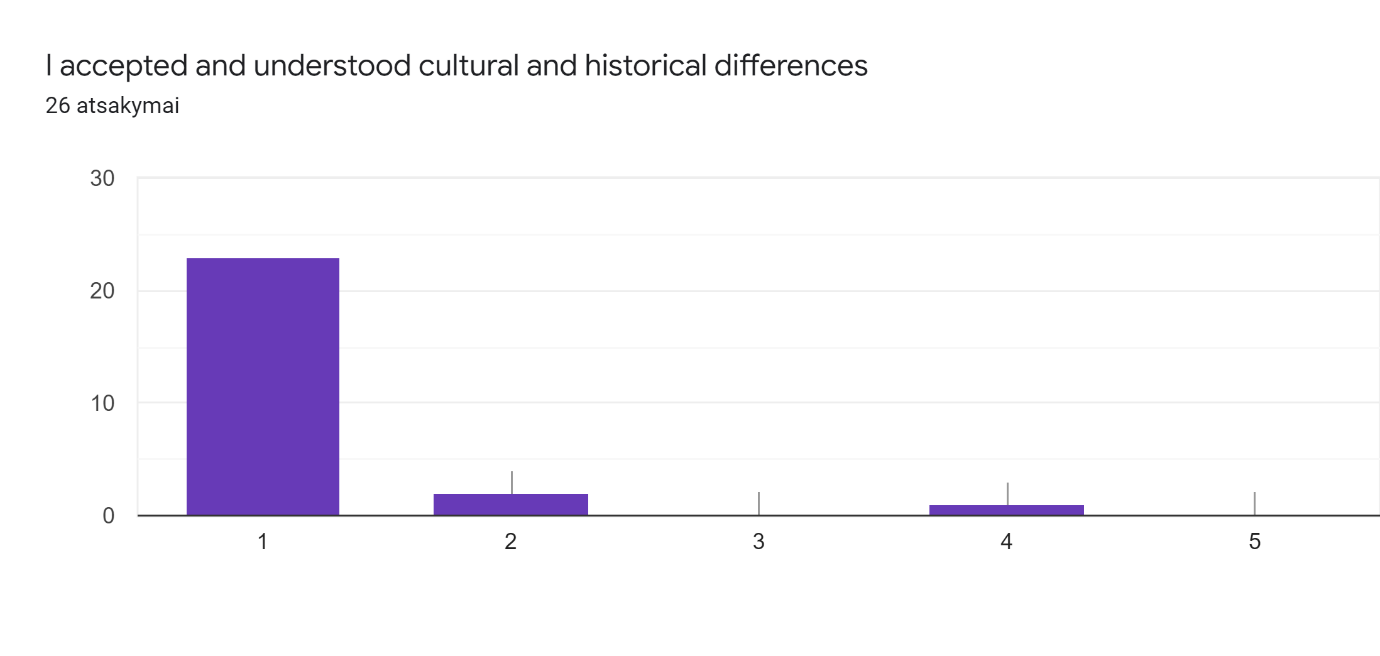 I accepted and understood cultural and historical differences
26 atsakymai
30
20
10
0
1 2 3 4 5